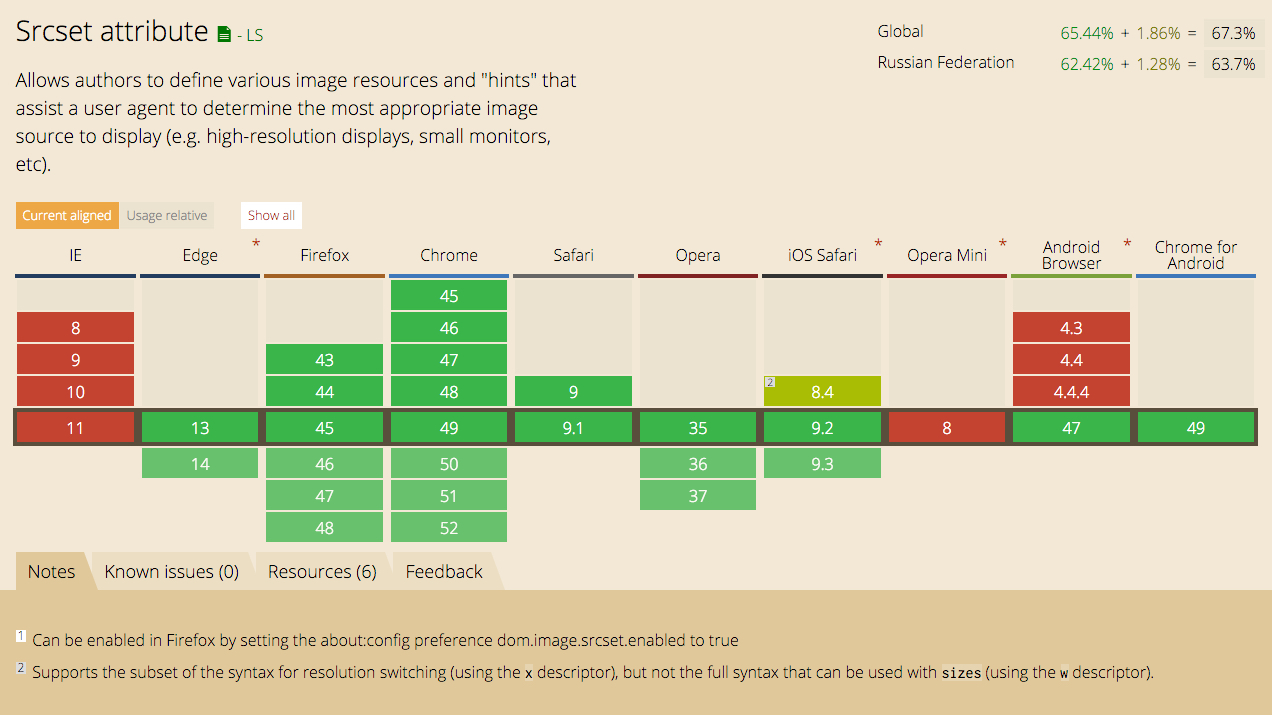 Srcset attribute - LS
Global 65.44% + 1.86% = 67.3%
Russian Federation 62.42% + 1.28% = 63.7%
Allows authors to define various image resources and "hints" that
assist a user agent to determine the most appropriate image
source to display (e.g. high-resolution displays, small monitors,
etc).
Current aligned Usage relative Show all
IE Edge * Firefox Chrome Safari Opera iOS Safari * Opera Mini * Android Browser * Chrome for Android
45
8 46 4.3
9 43 47 4.4
10 44 48 9 2 8.4 4.4.4
11 13 45 49 9.1 35 9.2 8 47 49
14 46 50 36 9.3
47 51 37
48 52
Notes Known issues (0) Resources (6) Feedback
1 Can be enabled in Firefox by setting the about:config preference dom.image.srcset.enabled to true
2 Supports the subset of the syntax for resolution switching (using the x descriptor), but not the full syntax that can be used with sizes (using the w descriptor).